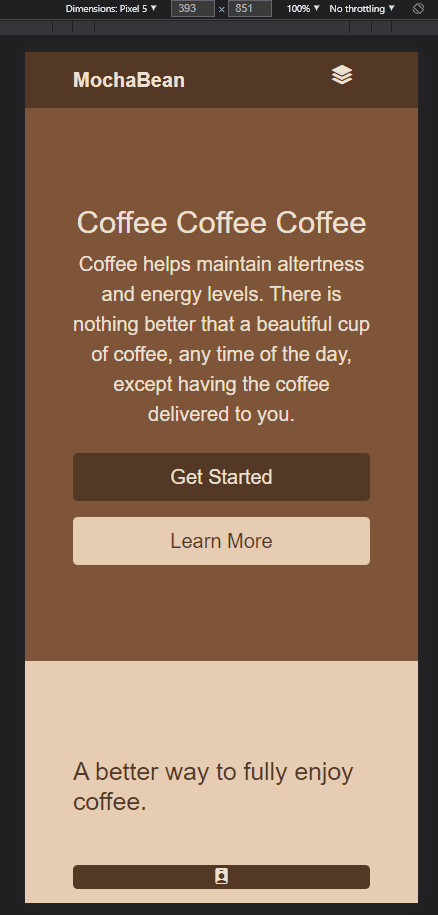 Dimensions: Pixel 5 ▼ 393 × 851 100% ▼ No throttling ▼
MochaBean
Coffee Coffee Coffee
Coffee helps maintain altertness
and energy levels. There is
nothing better that a beautiful cup
of coffee, any time of the day,
except having the coffee
delivered to you.
Get Started
Learn More
A better way to fully enjoy
coffee.